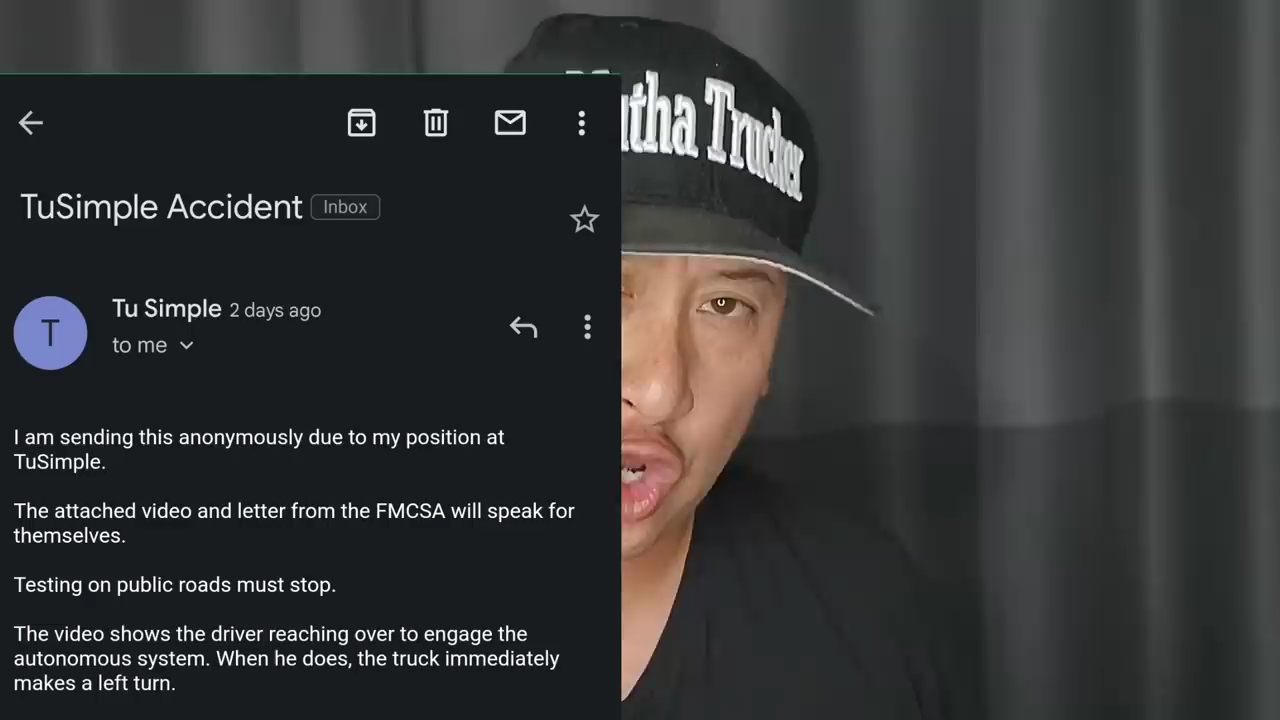 utha Trucker
TuSimple Accident Inbox
T
Tu Simple 2 days ago
to me
I am sending this anonymously due to my position at
TuSimple.
The attached video and letter from the FMCSA will speak for
themselves.
Testing on public roads must stop.
The video shows the driver reaching over to engage the
autonomous system. When he does, the truck immediately
makes a left turn.